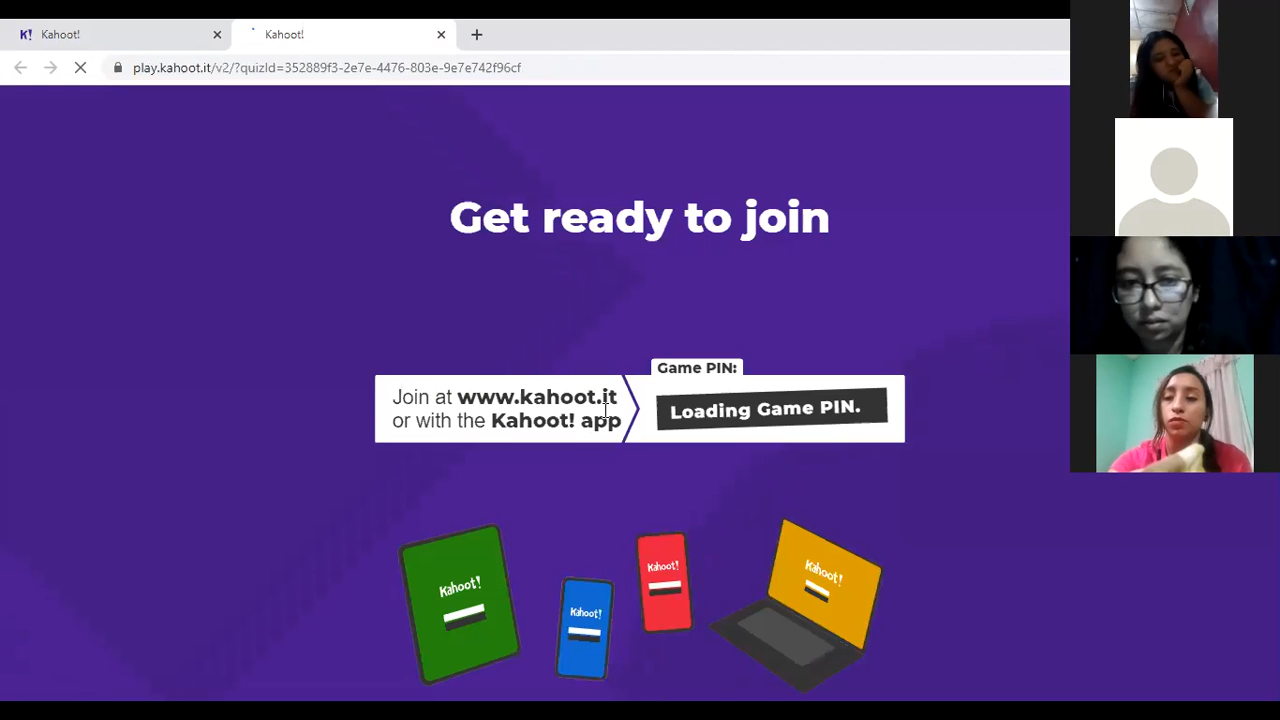 K! Kahoot!
Kahoot!
play.kahoot.it/v2/?quizId=352889f3-2e7e-4476-803e-9e7e742f96cf
Get ready to join
Game PIN:
Join at www.kahoot.it
or with the Kahoot! app
Loading Game PIN.
Kahoot!
Kahoot!
Kahoot!
Kahoot!